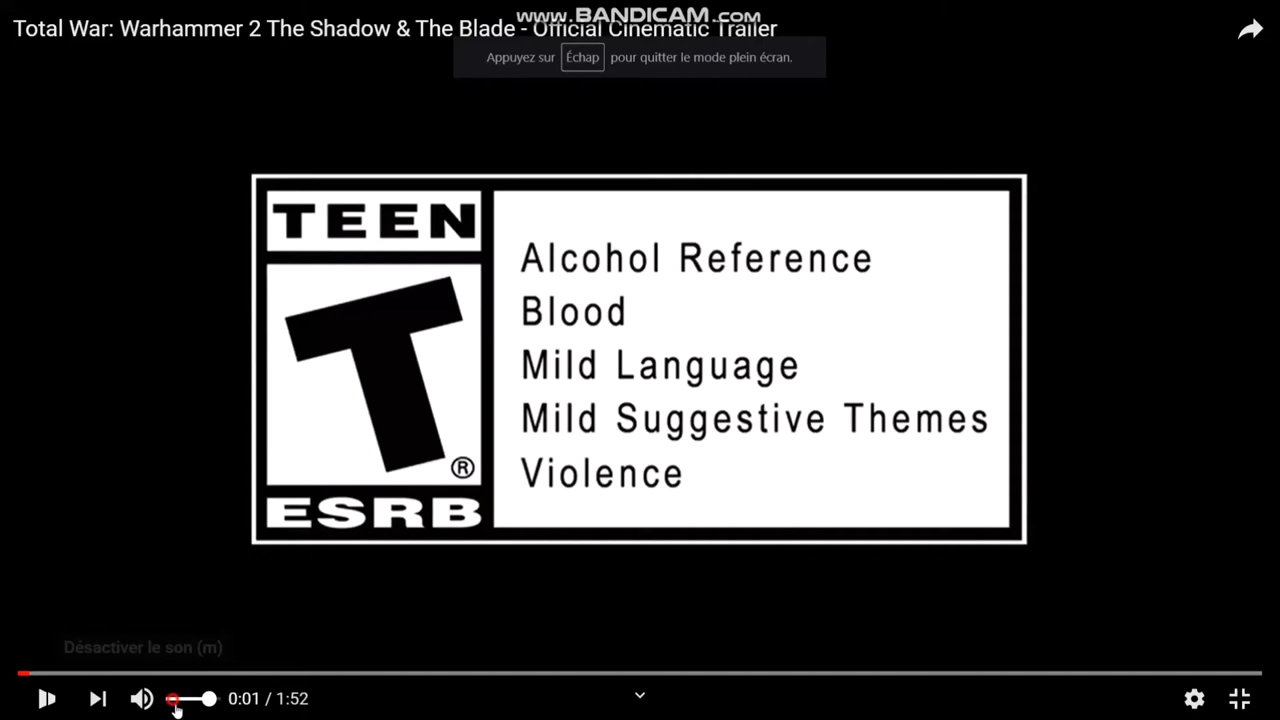 www.BANDICAM.com
Total War: Warhammer 2 The Shadow & The Blade - Official Cinematic Trailer
Appuyez sur Échap pour quitter le mode plein écran.
TEEN
T
®
ESRB
Alcohol Reference
Blood
Mild Language
Mild Suggestive Themes
Violence
Désactiver le son (m)
0:01 / 1:52